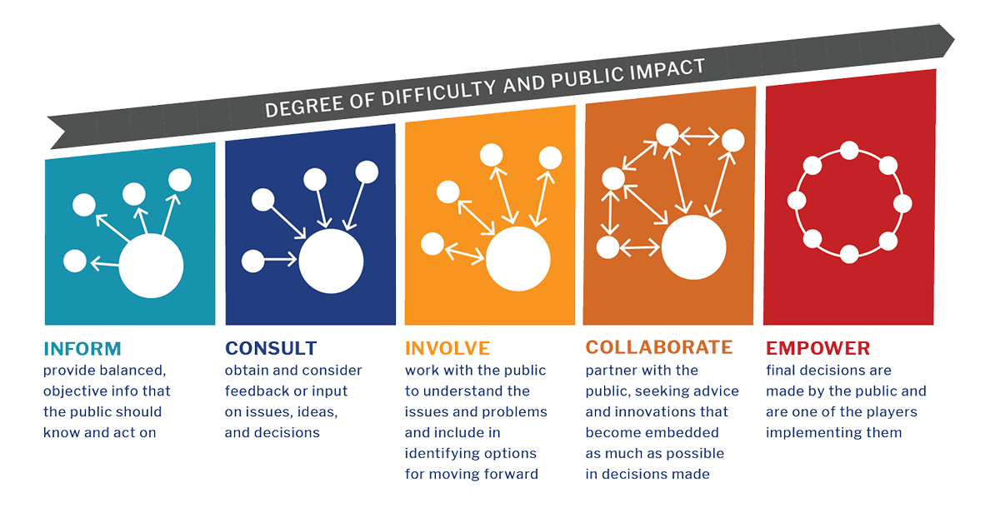 DEGREE OF DIFFICULTY AND PUBLIC IMPACT
INFORM
provide balanced,
objective info that
the public should
know and act on
CONSULT
obtain and consider
feedback or input
on issues, ideas,
and decisions
INVOLVE
work with the public
to understand the
issues and problems
and include in
identifying options
for moving forward
COLLABORATE
partner with the
public, seeking advice
and innovations that
become embedded
as much as possible
in decisions made
EMPOWER
final decisions are
made by the public and
are one of the players
implementing them